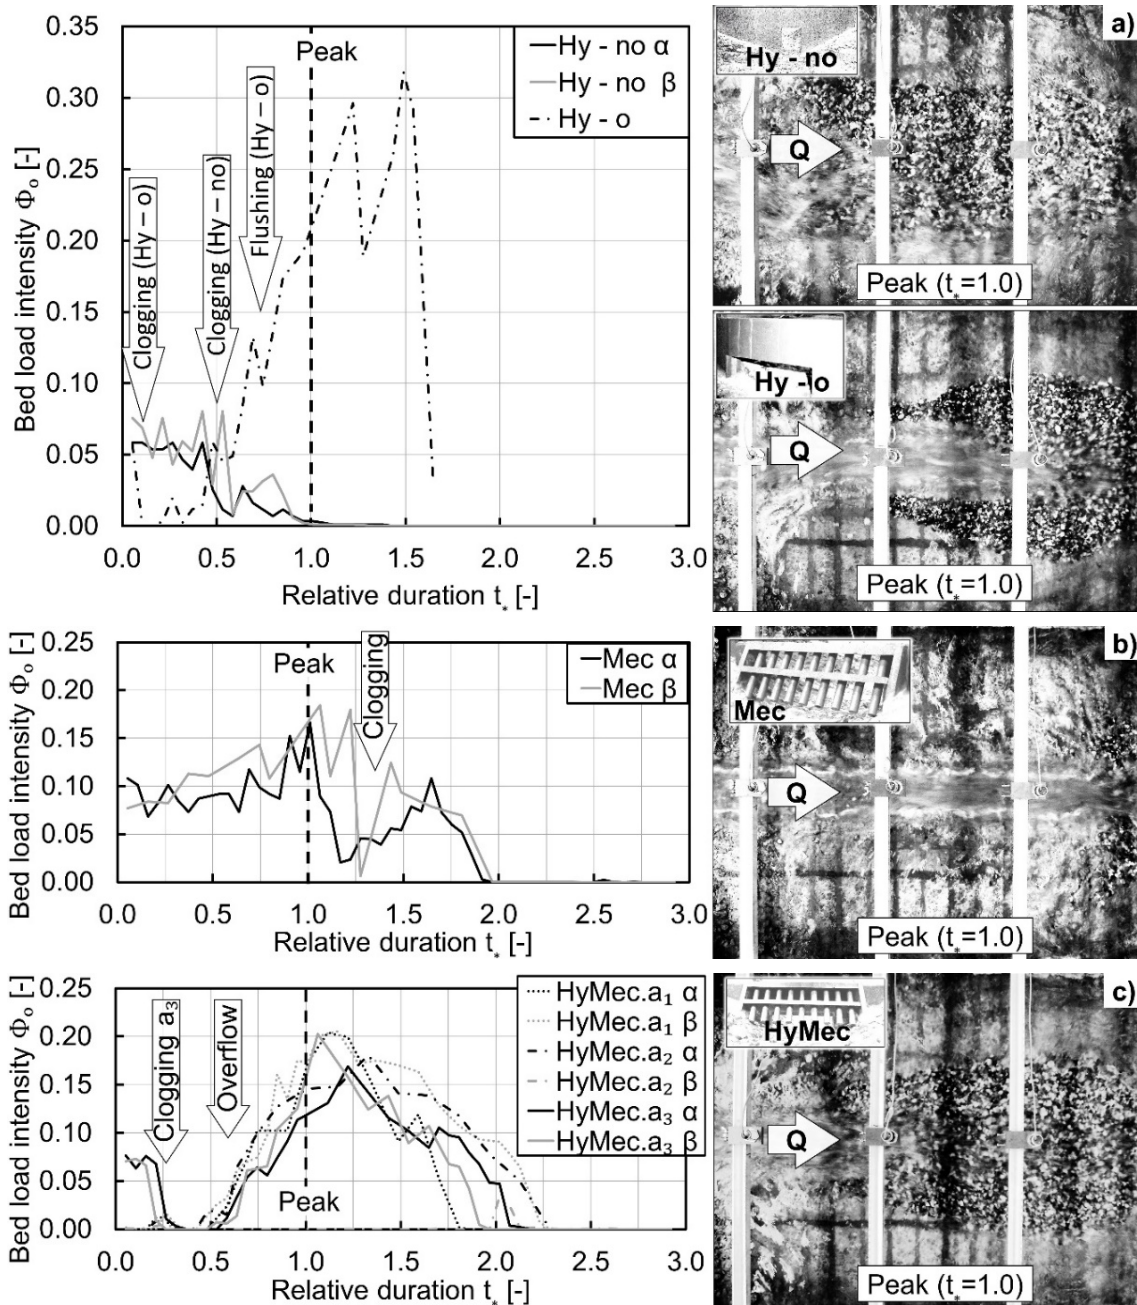 0.35
0.30
0.25
0.20
0.15
0.10
0.05
0.00
Bed load intensity Φₒ [-]
Peak
Hy - no α
Hy - no β
Hy - o
Clogging (Hy – o)
Clogging (Hy – no)
Flushing (Hy – o)
0.0 0.5 1.0 1.5 2.0 2.5 3.0
Relative duration t* [-]
a)
Hy - no
Q
Peak (t*=1.0)
Hy - o
Q
Peak (t*=1.0)
0.25
0.20
0.15
0.10
0.05
0.00
Bed load intensity Φₒ [-]
Peak
Clogging
Mec α
Mec β
0.0 0.5 1.0 1.5 2.0 2.5 3.0
Relative duration t* [-]
b)
Mec
Q
Peak (t*=1.0)
0.25
0.20
0.15
0.10
0.05
0.00
Bed load intensity Φₒ [-]
Clogging a₃
Overflow
Peak
HyMec.a₁ α
HyMec.a₁ β
HyMec.a₂ α
HyMec.a₂ β
HyMec.a₃ α
HyMec.a₃ β
0.0 0.5 1.0 1.5 2.0 2.5 3.0
Relative duration t* [-]
c)
HyMec
Q
Peak (t*=1.0)